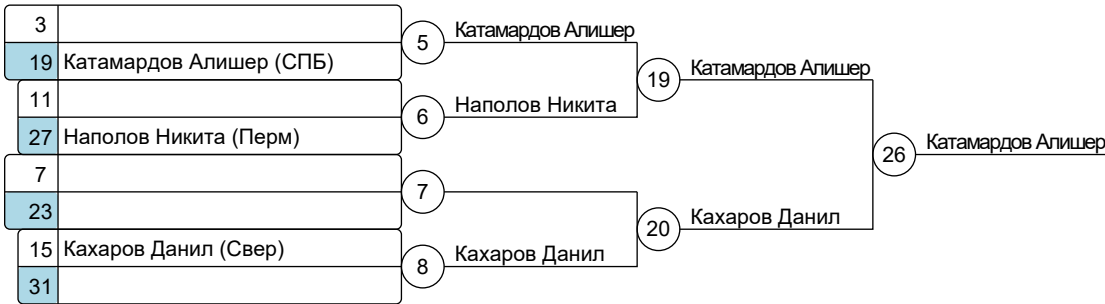 3
5
Катамардов Алишер
19 Катамардов Алишер (СПБ)
19
Катамардов Алишер
11
6
Наполов Никита
27 Наполов Никита (Перм)
26
Катамардов Алишер
7
7
23
20
Кахаров Данил
15 Кахаров Данил (Свер)
8
Кахаров Данил
31